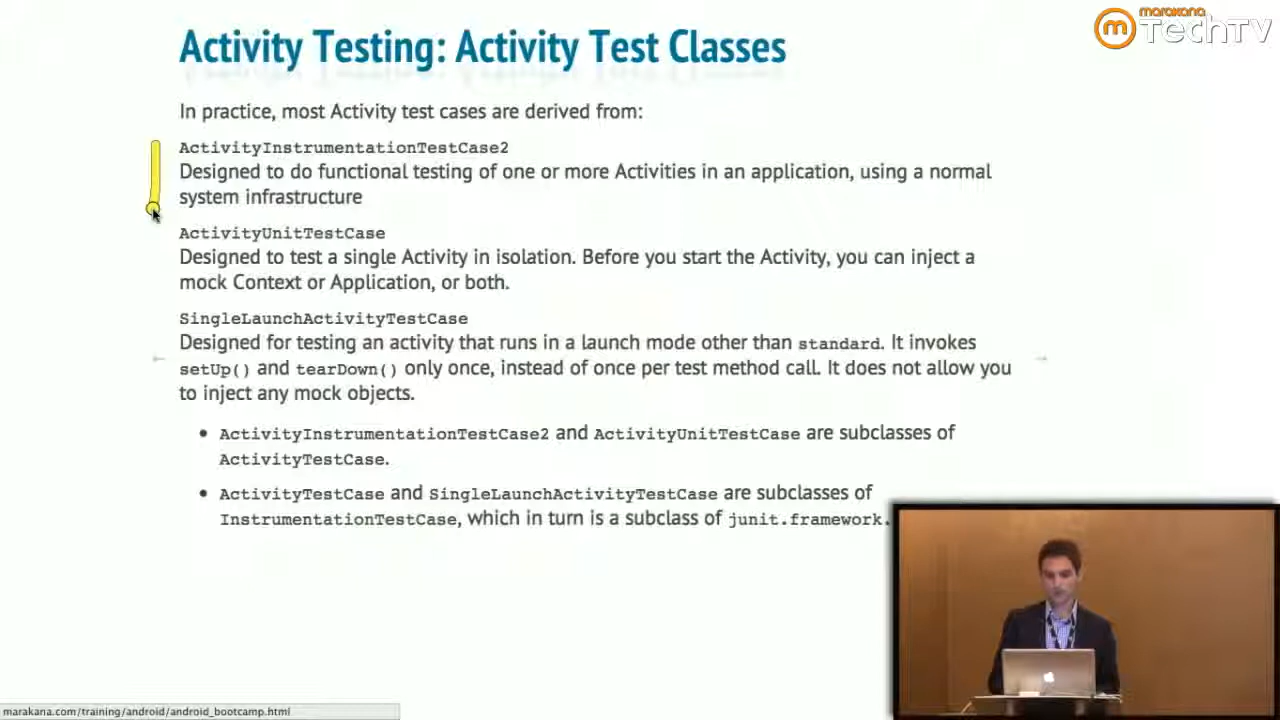 marakana
TechTV
Activity Testing: Activity Test Classes
In practice, most Activity test cases are derived from:
ActivityInstrumentationTestCase2
Designed to do functional testing of one or more Activities in an application, using a normal
system infrastructure
ActivityUnitTestCase
Designed to test a single Activity in isolation. Before you start the Activity, you can inject a
mock Context or Application, or both.
SingleLaunchActivityTestCase
Designed for testing an activity that runs in a launch mode other than standard. It invokes
setUp() and tearDown() only once, instead of once per test method call. It does not allow you
to inject any mock objects.
• ActivityInstrumentationTestCase2 and ActivityUnitTestCase are subclasses of
ActivityTestCase.
• ActivityTestCase and SingleLaunchActivityTestCase are subclasses of
InstrumentationTestCase, which in turn is a subclass of junit.framework.
marakana.com/training/android/android_bootcamp.html